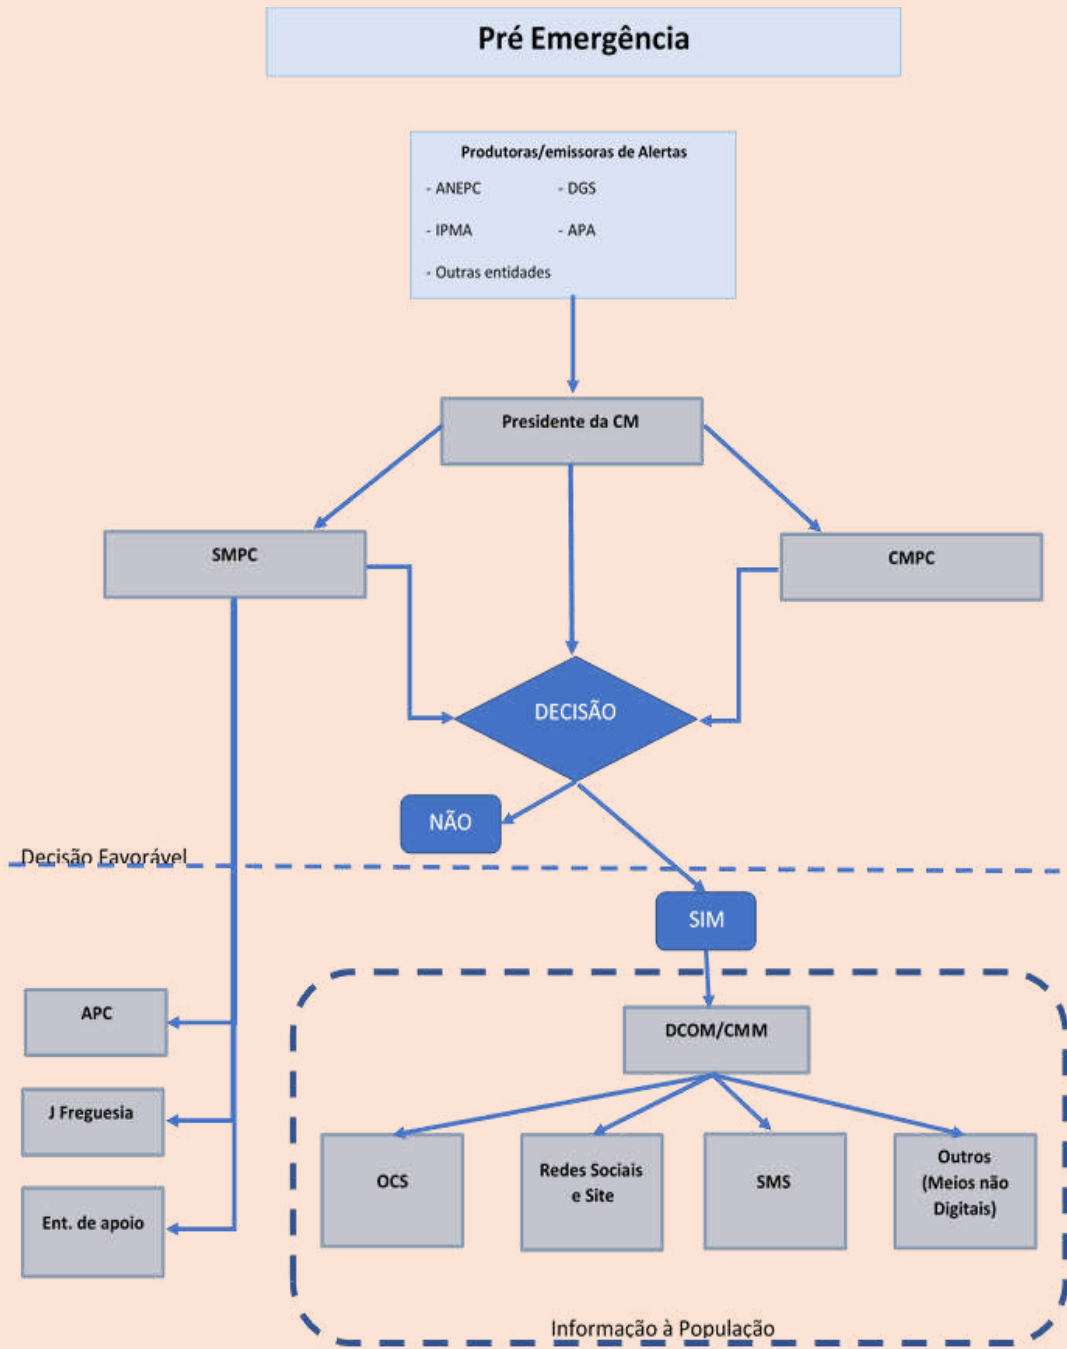 Pré Emergência
Produtoras/emissoras de Alertas
- ANEPC - DGS
- IPMA - APA
- Outras entidades
Presidente da CM
SMPC
CMPC
DECISÃO
NÃO
Decisão Favorável
SIM
APC
DCOM/CMM
J Freguesia
OCS
Redes Sociais
e Site
SMS
Outros
(Meios não
Digitais)
Ent. de apoio
Informação à População